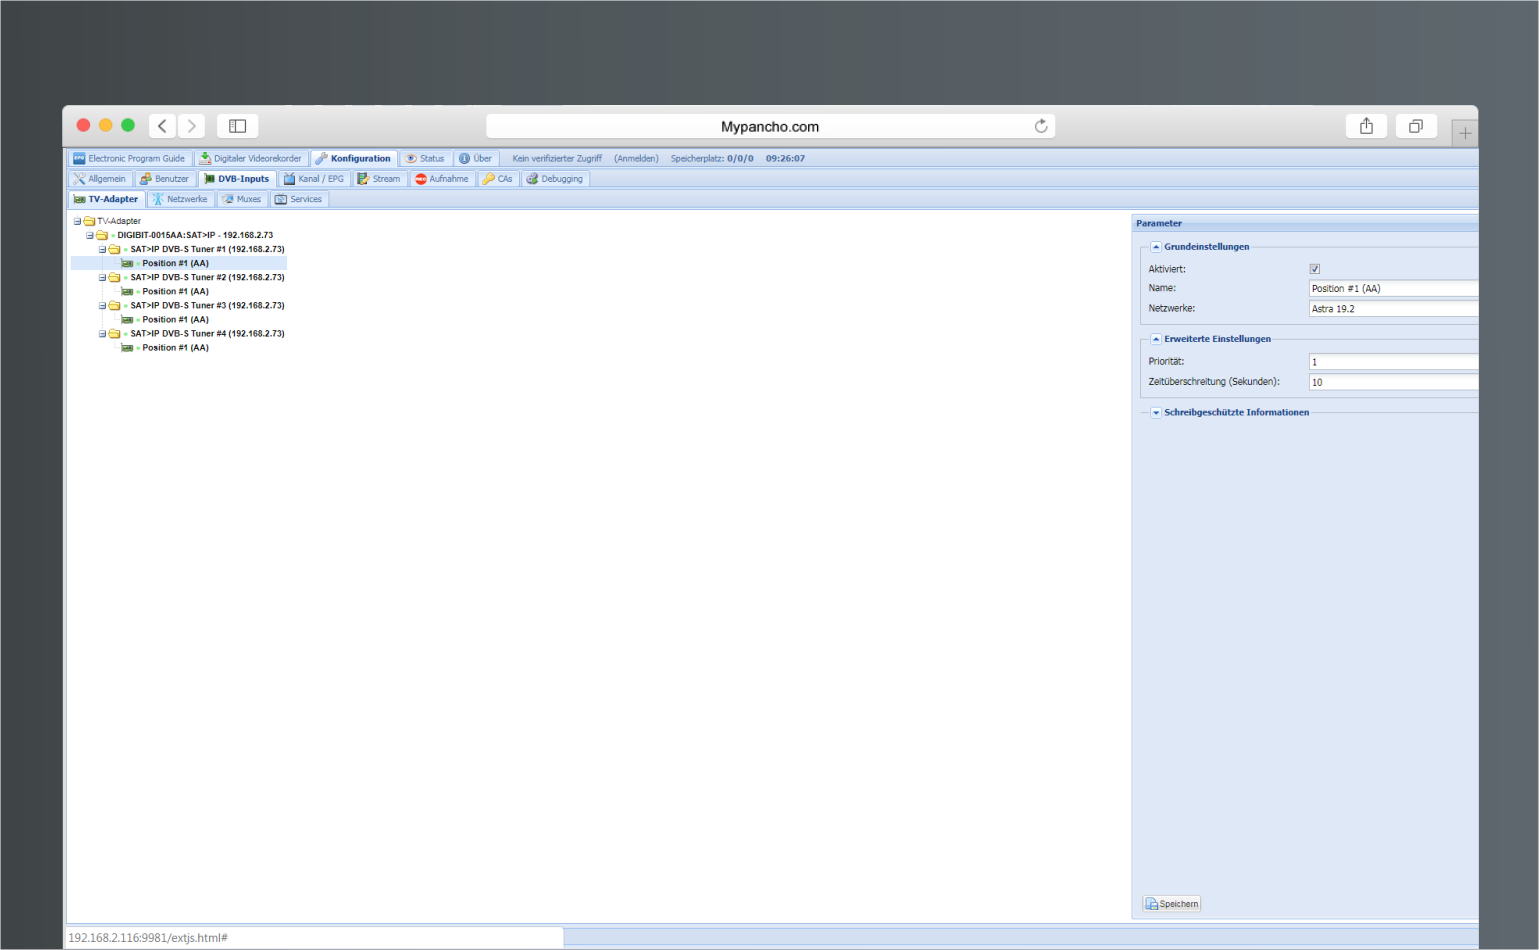 Mypancho.com
EPG Electronic Program Guide Digitaler Videorekorder Konfiguration Status Über Kein verifizierter Zugriff (Anmelden) Speicherplatz: 0/0/0 09:26:07
Allgemein Benutzer DVB-Inputs Kanal / EPG Stream Aufnahme CAs Debugging
TV-Adapter Netzwerke Muxes Services
TV-Adapter
DIGIBIT-0015AA:SAT>IP - 192.168.2.73
SAT>IP DVB-S Tuner #1 (192.168.2.73)
Position #1 (AA)
SAT>IP DVB-S Tuner #2 (192.168.2.73)
Position #1 (AA)
SAT>IP DVB-S Tuner #3 (192.168.2.73)
Position #1 (AA)
SAT>IP DVB-S Tuner #4 (192.168.2.73)
Position #1 (AA)
Parameter
Grundeinstellungen
Aktiviert:
Name: Position #1 (AA)
Netzwerke: Astra 19.2
Erweiterte Einstellungen
Priorität: 1
Zeitüberschreitung (Sekunden): 10
Schreibgeschützte Informationen
Speichern
192.168.2.116:9981/extjs.html#